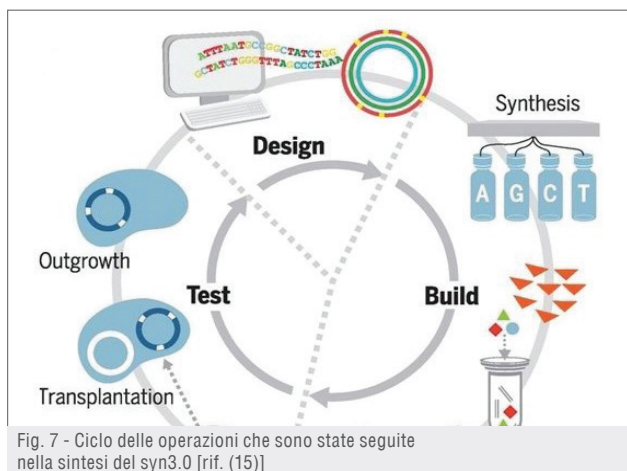 ATTTAATGCCGGCTATCTGG
GCTATCTGGGTTTAGCCCTAAA
Synthesis
Design
A G C T
Outgrowth
Test
Build
Transplantation
Fig. 7 - Ciclo delle operazioni che sono state seguite
nella sintesi del syn3.0 [rif. (15)]